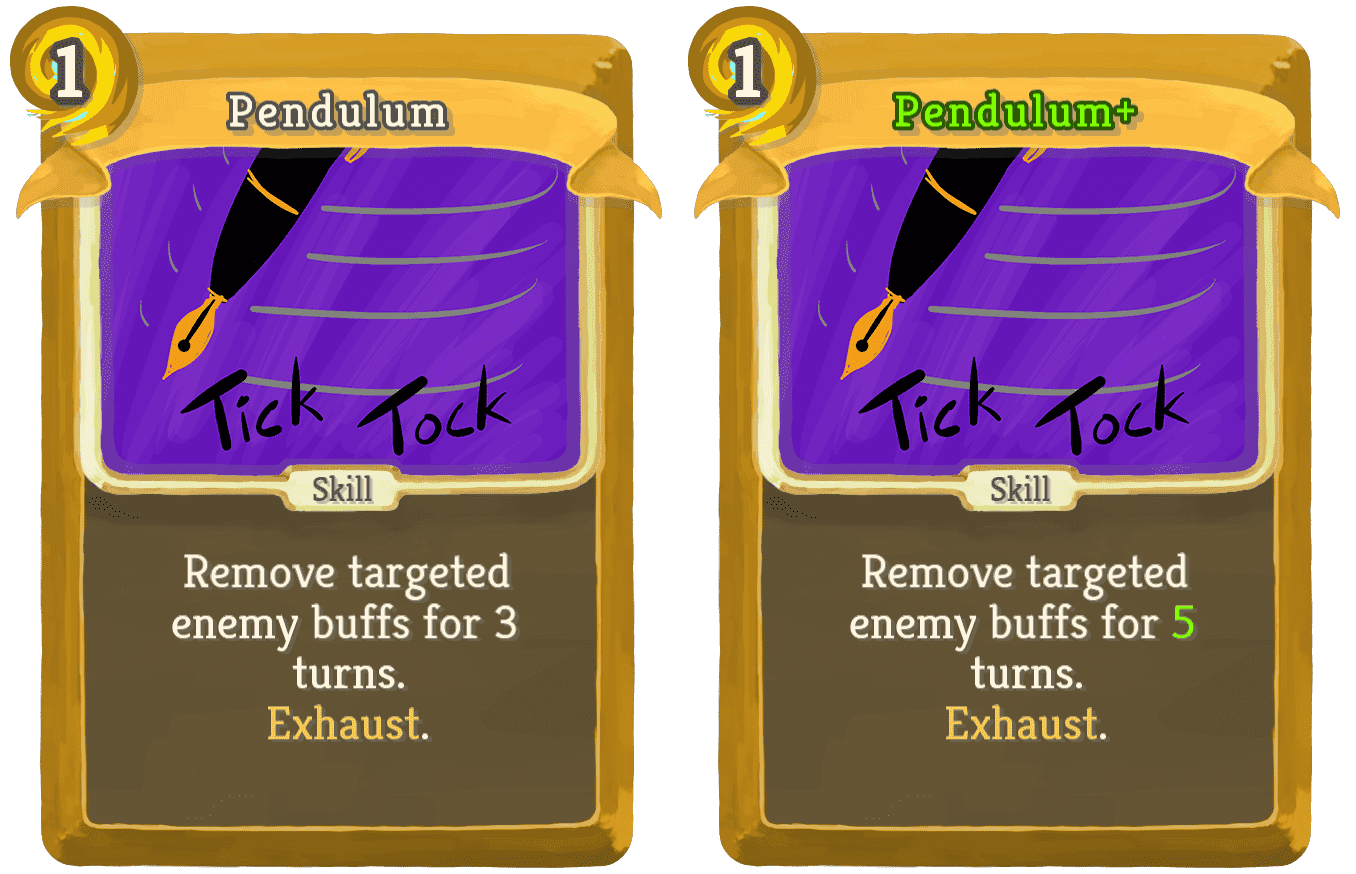 1
Pendulum
Tick Tock
Skill
Remove targeted
enemy buffs for 3
turns.
Exhaust.
1
Pendulum+
Tick Tock
Skill
Remove targeted
enemy buffs for 5
turns.
Exhaust.